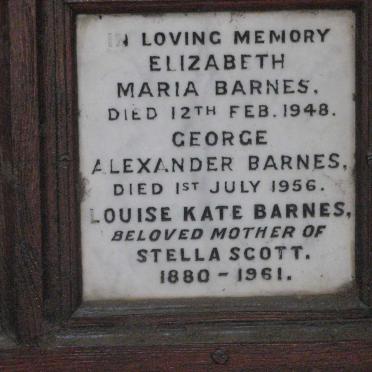 IN LOVING MEMORY
ELIZABETH
MARIA BARNES.
DIED 12TH FEB. 1948.
GEORGE
ALEXANDER BARNES,
DIED 1ST JULY 1956.
LOUISE KATE BARNES,
BELOVED MOTHER OF
STELLA SCOTT.
1880 - 1961.